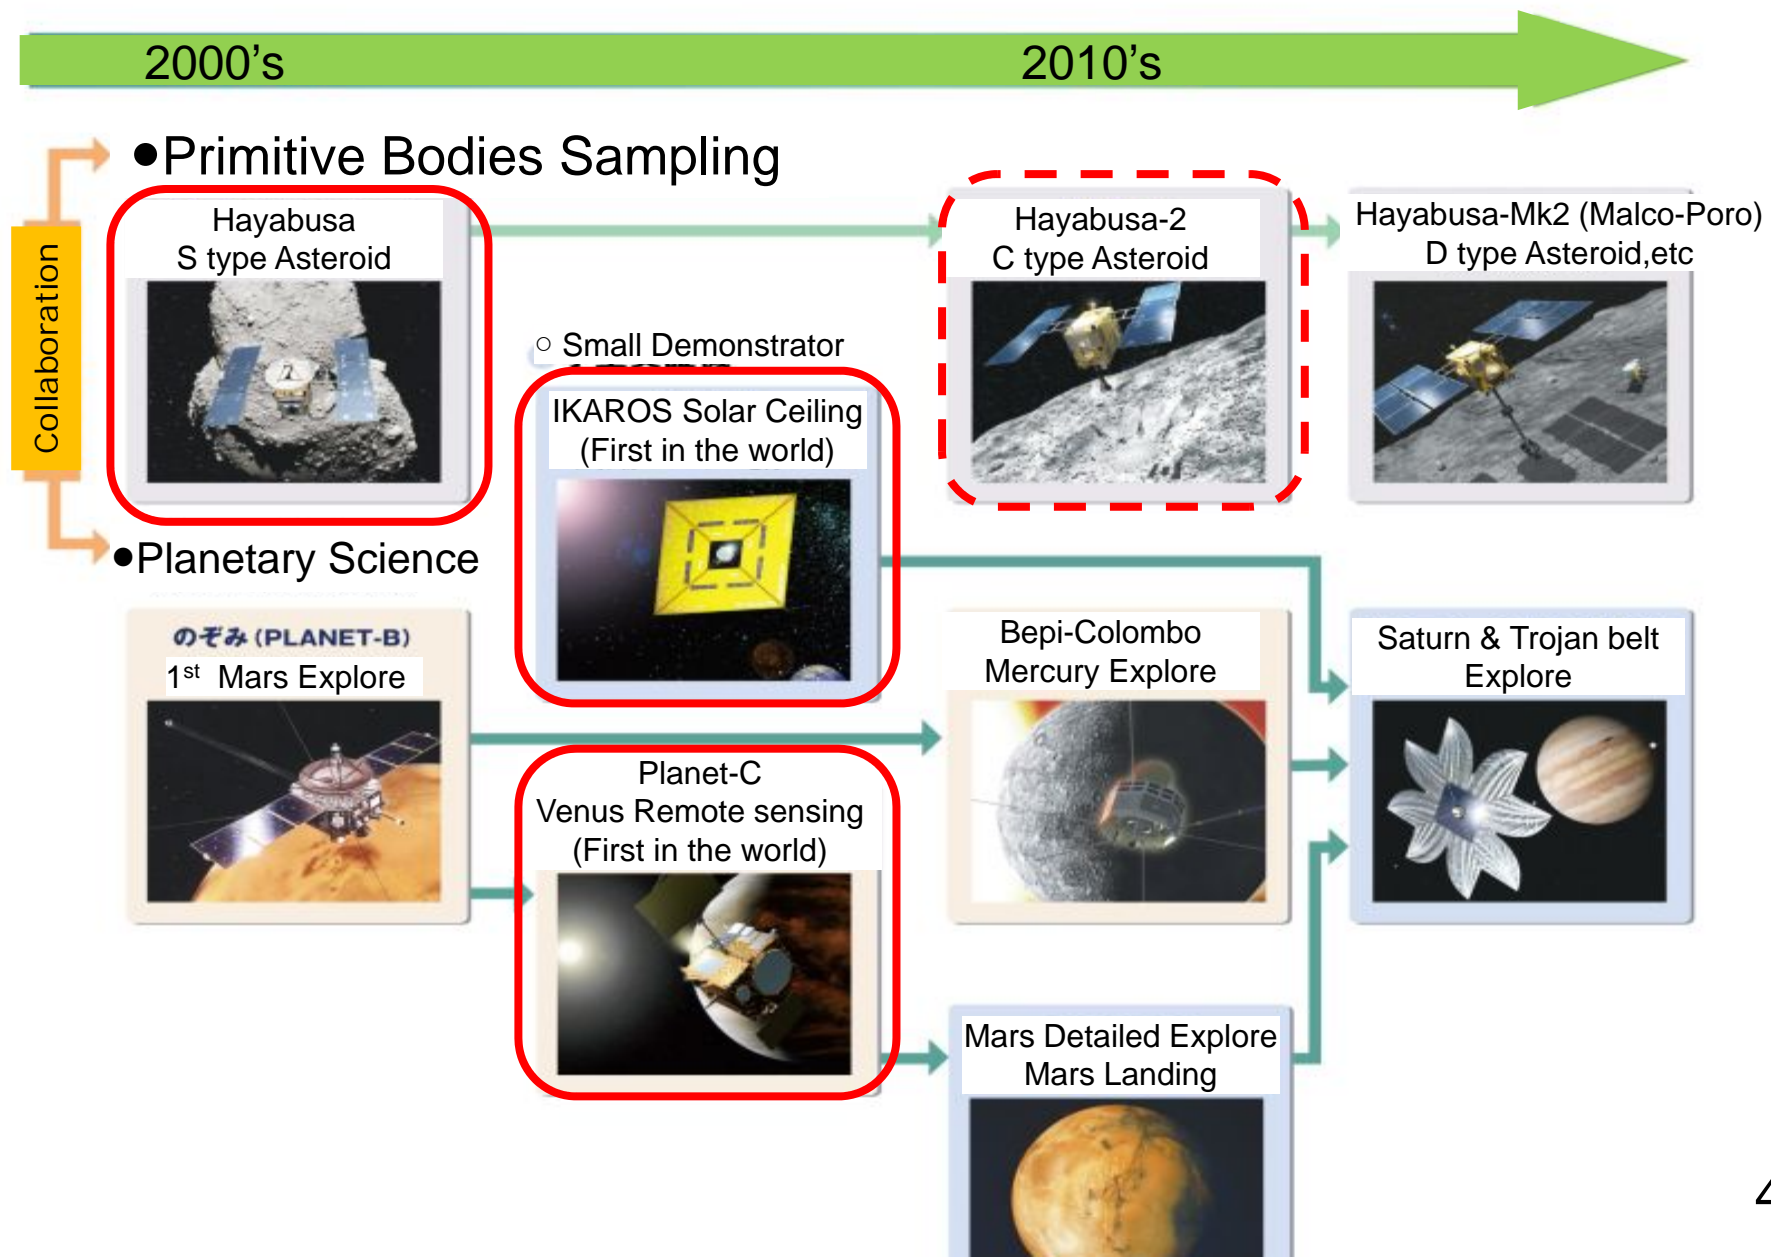 2000's
2010's
●Primitive Bodies Sampling
Collaboration
Hayabusa
S type Asteroid
Hayabusa-2
C type Asteroid
Hayabusa-Mk2 (Malco-Poro)
D type Asteroid,etc
○ Small Demonstrator
IKAROS Solar Ceiling
(First in the world)
●Planetary Science
のぞみ(PLANET-B)
1st Mars Explore
Bepi-Colombo
Mercury Explore
Saturn & Trojan belt
Explore
Planet-C
Venus Remote sensing
(First in the world)
Mars Detailed Explore
Mars Landing
4